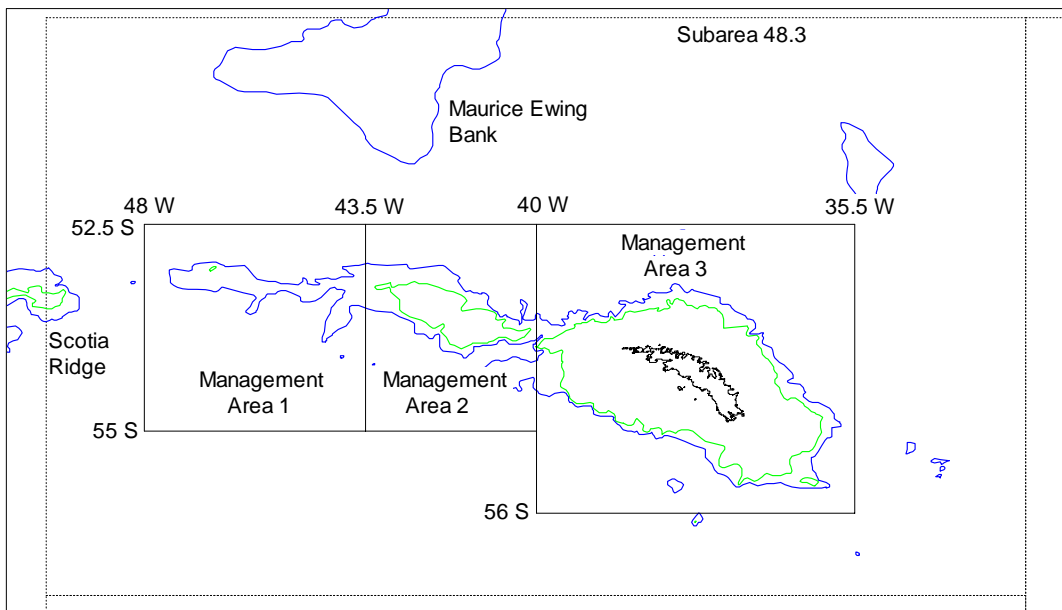 Subarea 48.3
Maurice Ewing
Bank
48 W
43.5 W
40 W
35.5 W
52.5 S
Management
Area 3
Scotia
Ridge
Management
Area 1
Management
Area 2
55 S
56 S